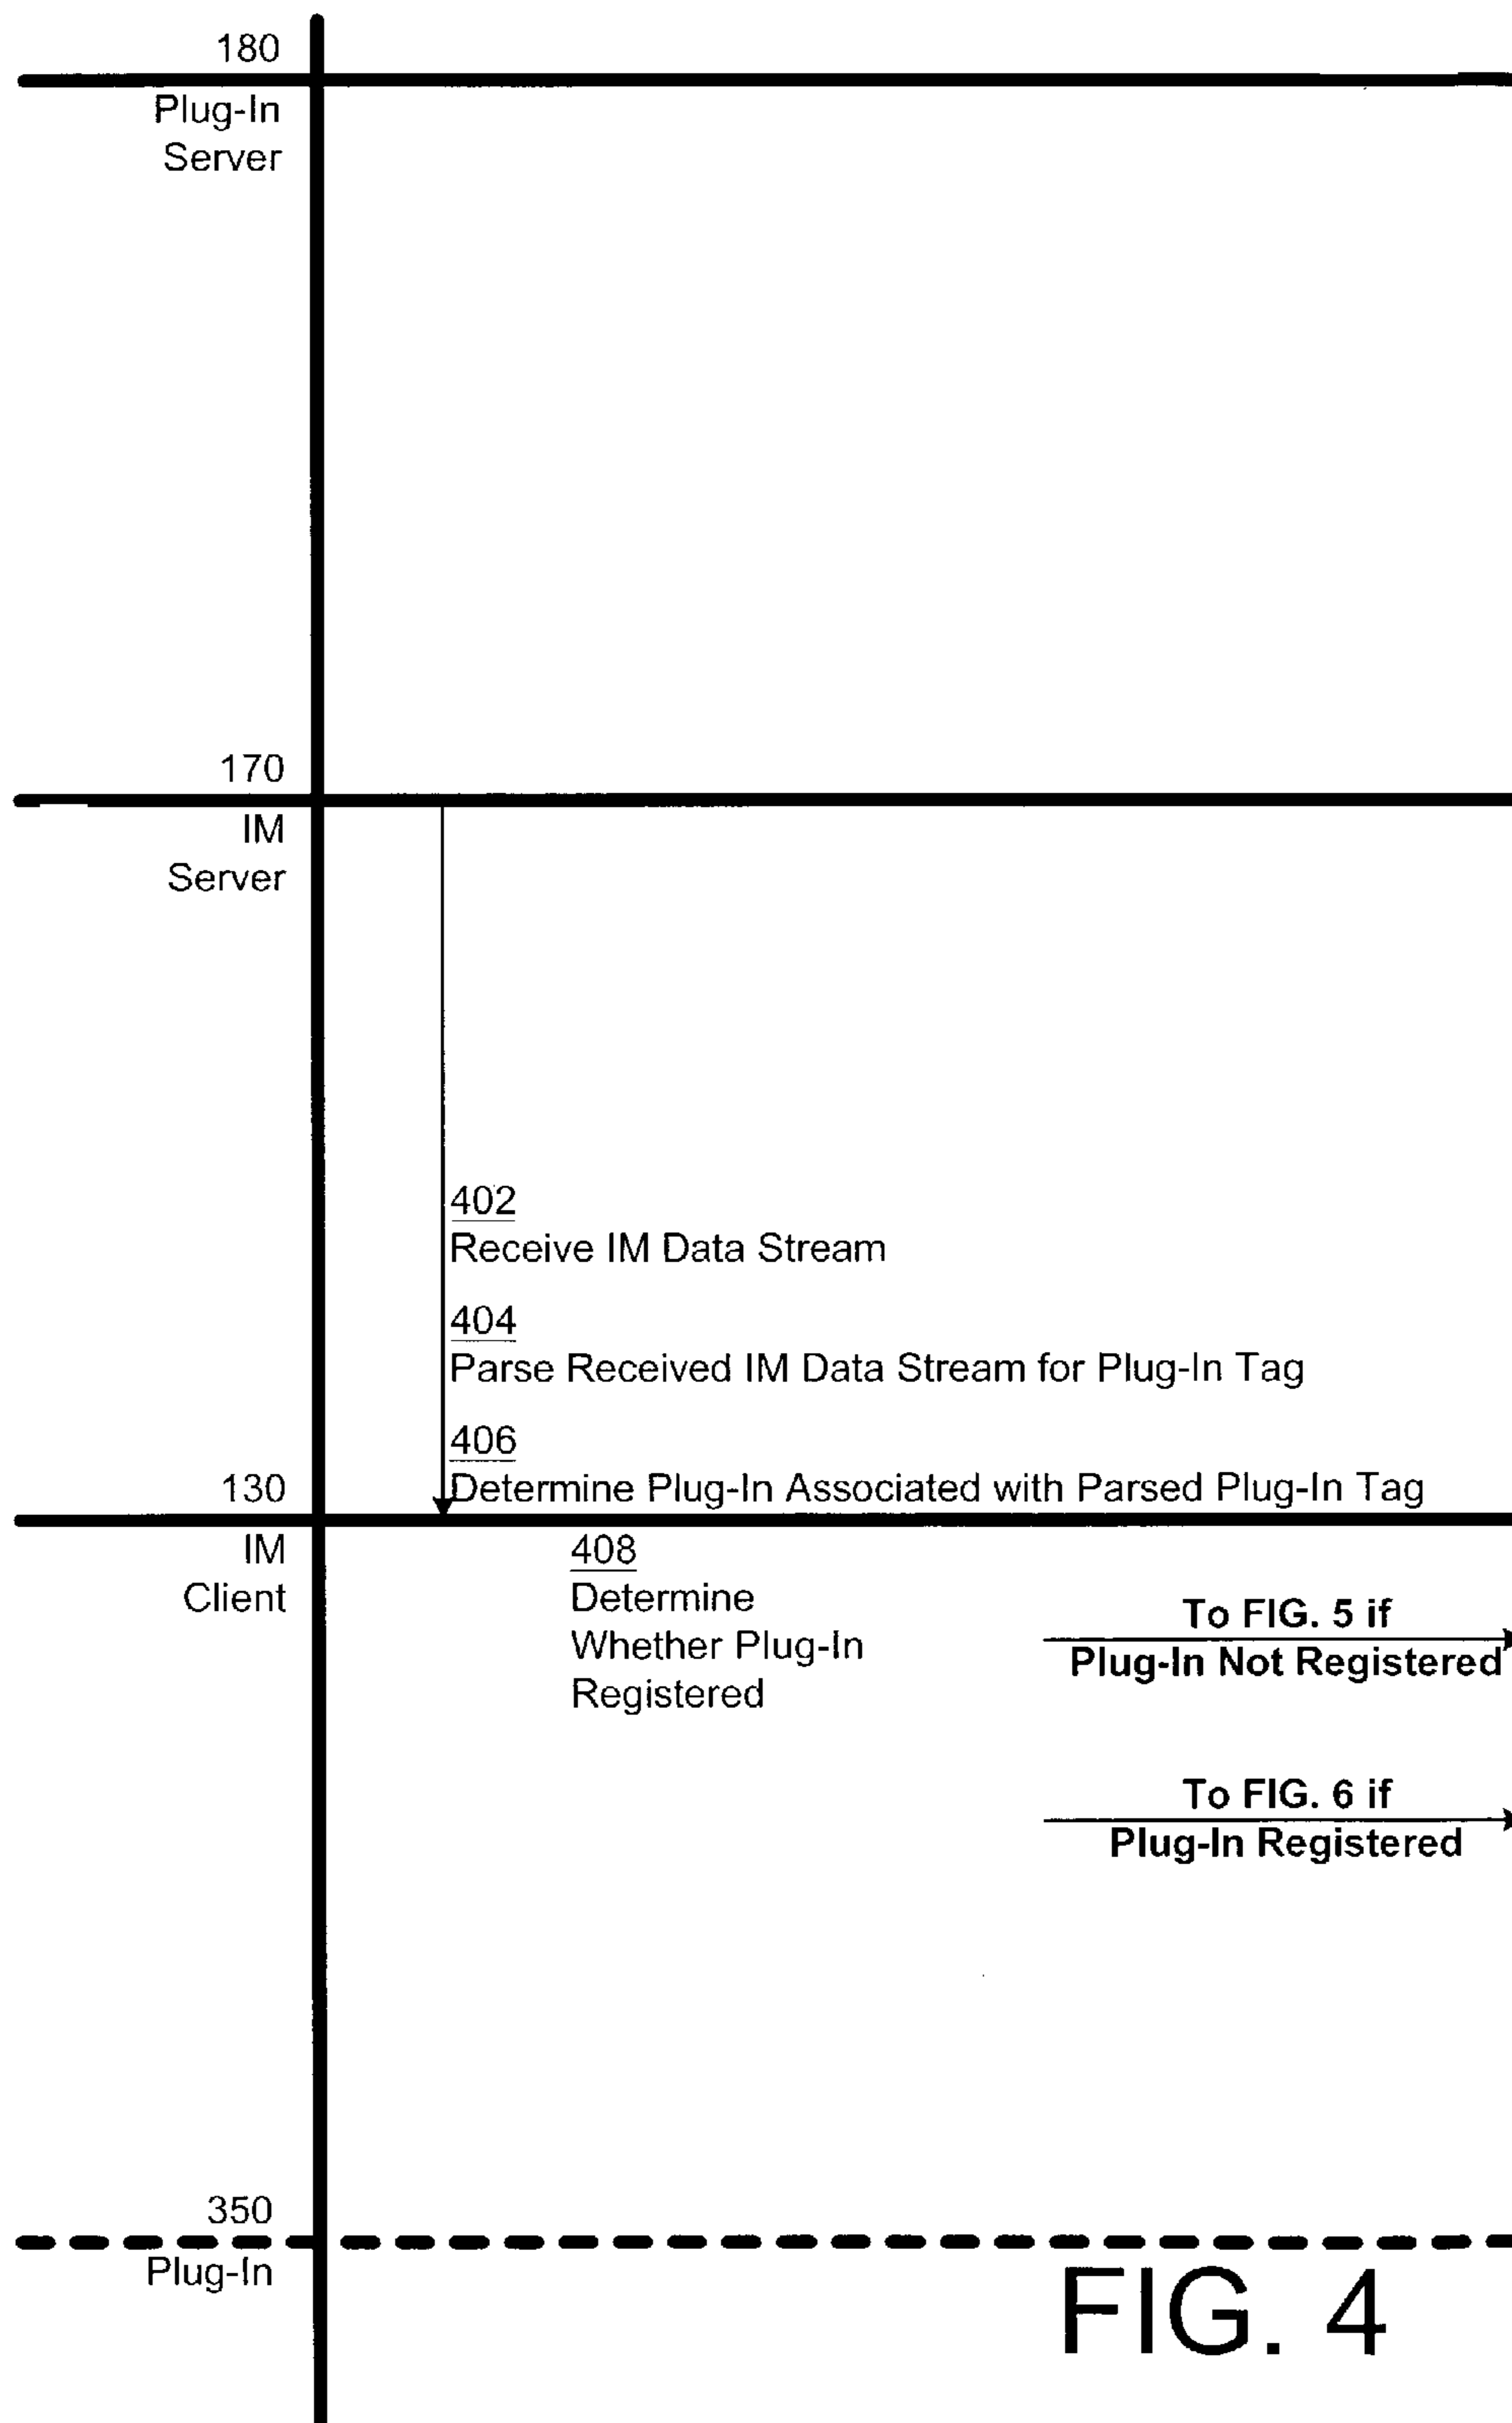 180
Plug-In
Server
170
IM
Server
402
Receive IM Data Stream
404
Parse Received IM Data Stream for Plug-In Tag
406
Determine Plug-In Associated with Parsed Plug-In Tag
130
IM
Client
408
Determine
Whether Plug-In
Registered
To FIG. 5 if
Plug-In Not Registered
To FIG. 6 if
Plug-In Registered
350
Plug-In
FIG. 4